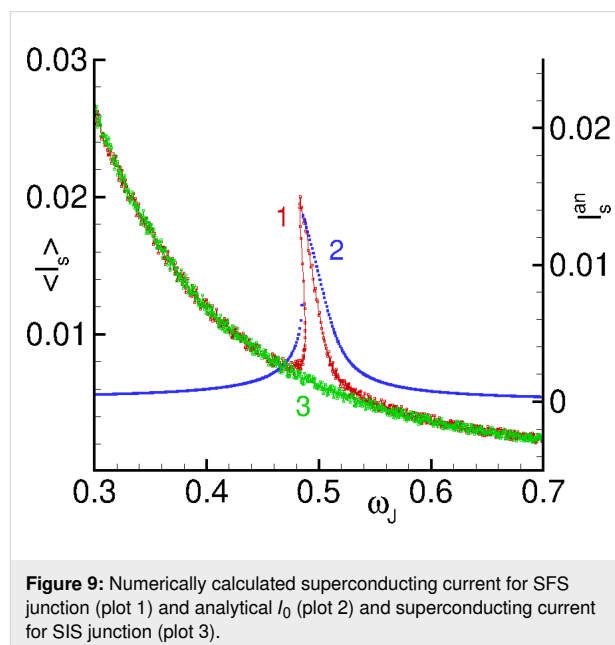 0.03
0.02
0.01
<I_s>
0.02
0.01
0
I_s^an
1
2
3
0.3
0.4
0.5
0.6
0.7
ω_J
Figure 9: Numerically calculated superconducting current for SFS
junction (plot 1) and analytical I_0 (plot 2) and superconducting current
for SIS junction (plot 3).